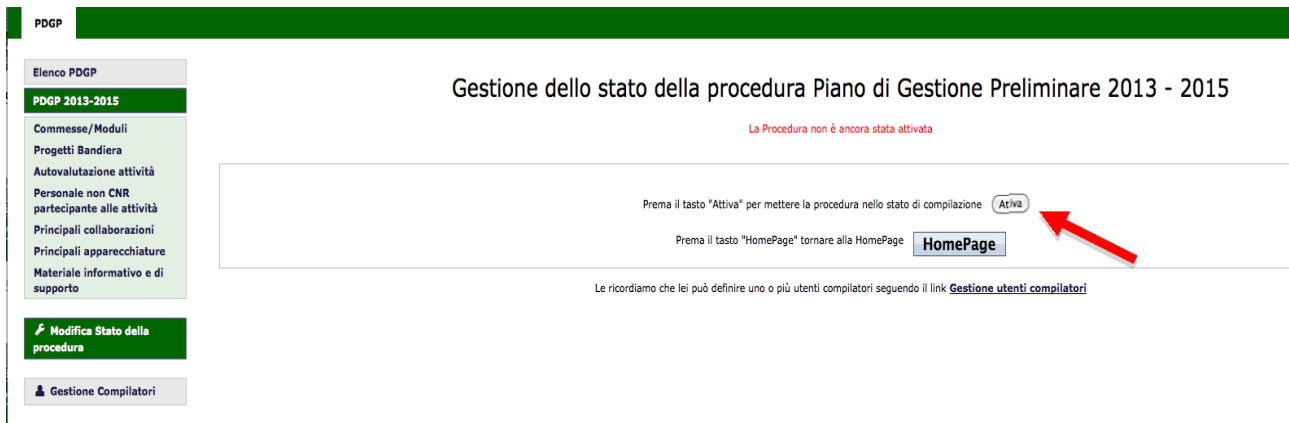 PDGP
Elenco PDGP
PDGP 2013-2015
Commesse/Moduli
Progetti Bandiera
Autovalutazione attività
Personale non CNR
partecipante alle attività
Principali collaborazioni
Principali apparecchiature
Materiale informativo e di
supporto
Modifica Stato della
procedura
Gestione Compilatori
Gestione dello stato della procedura Piano di Gestione Preliminare 2013 - 2015
La Procedura non è ancora stata attivata
Prema il tasto "Attiva" per mettere la procedura nello stato di compilazione Ativa
Prema il tasto "HomePage" tornare alla HomePage HomePage
Le ricordiamo che lei può definire uno o più utenti compilatori seguendo il link Gestione utenti compilatori